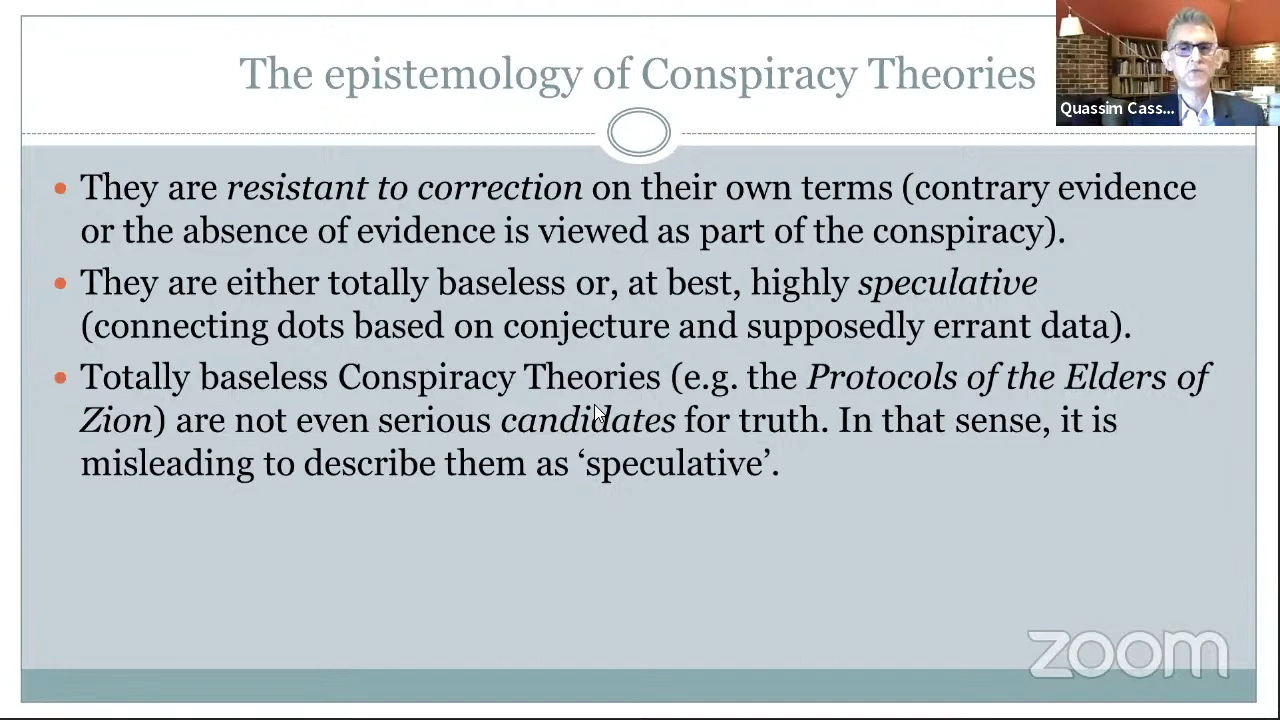 The epistemology of Conspiracy Theories
Quassim Cass...
• They are resistant to correction on their own terms (contrary evidence
or the absence of evidence is viewed as part of the conspiracy).
• They are either totally baseless or, at best, highly speculative
(connecting dots based on conjecture and supposedly errant data).
• Totally baseless Conspiracy Theories (e.g. the Protocols of the Elders of
Zion) are not even serious candidates for truth. In that sense, it is
misleading to describe them as ‘speculative’.
zoom